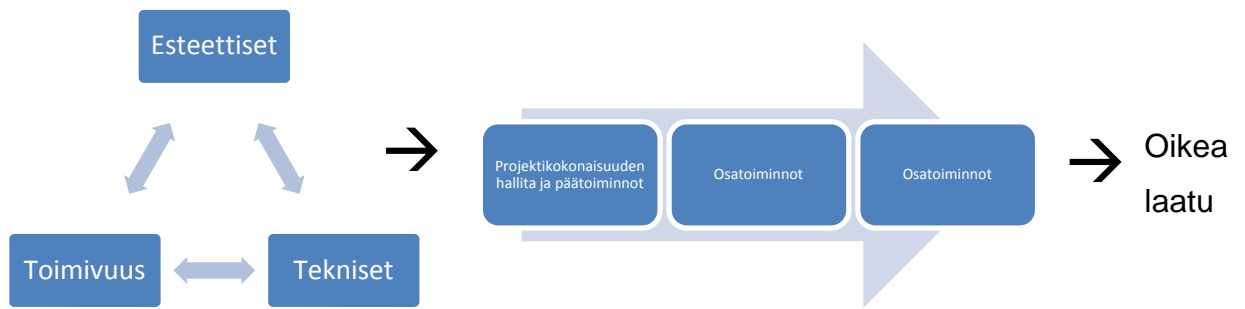 Esteettiset
Toimivuus
Tekniset
Projektikokonaisuuden
hallita ja päätoiminnot
Osatoiminnot
Osatoiminnot
Oikea
laatu